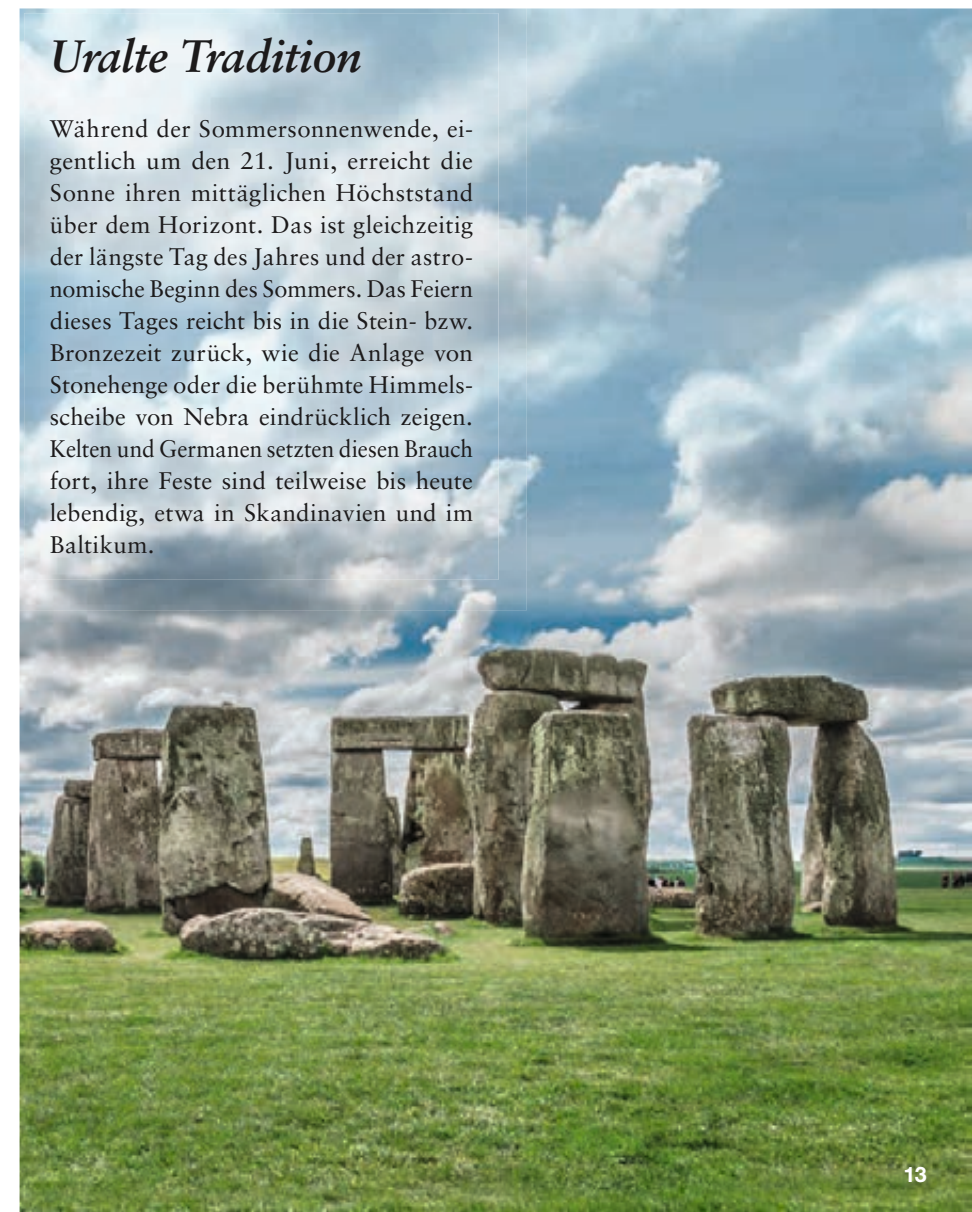 Uralte Tradition
Während der Sommersonnenwende, ei-
gentlich um den 21. Juni, erreicht die
Sonne ihren mittäglichen Höchststand
über dem Horizont. Das ist gleichzeitig
der längste Tag des Jahres und der astro-
nomische Beginn des Sommers. Das Feiern
dieses Tages reicht bis in die Stein- bzw.
Bronzezeit zurück, wie die Anlage von
Stonehenge oder die berühmte Himmels-
scheibe von Nebra eindrücklich zeigen.
Kelten und Germanen setzten diesen Brauch
fort, ihre Feste sind teilweise bis heute
lebendig, etwa in Skandinavien und im
Baltikum.
13